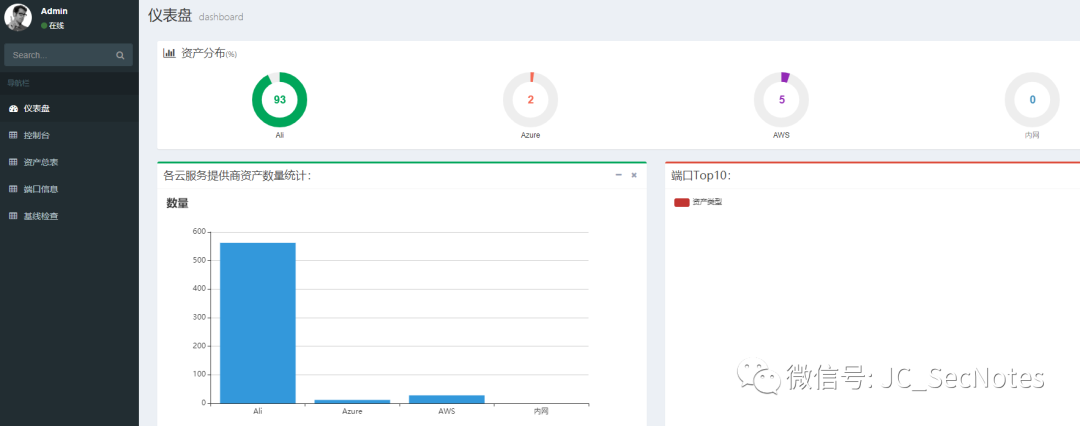 Admin
在线
Search...
导航栏
仪表盘
控制台
资产总表
端口信息
基线检查
仪表盘 dashboard
资产分布(%)
93
2
5
0
Ali
Azure
AWS
内网
各云服务提供商资产数量统计:
数量
600
500
400
300
200
100
0
Ali
Azure
AWS
内网
端口Top10:
资产类型
微信号: JC_SecNotes